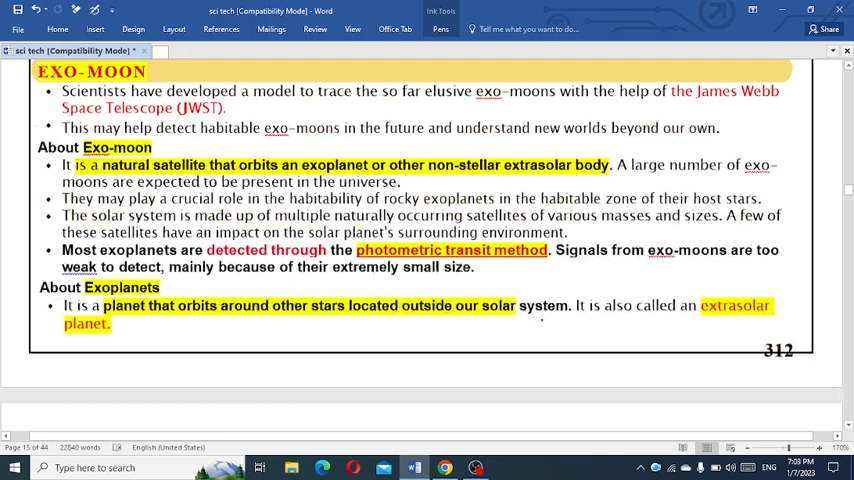 sci tech [Compatibility Mode] - Word
Ink Tools
File Home Insert Design Layout References Mailings Review View Office Tab Pens Tell me what you want to do... Share
sci tech [Compatibility Mode] *
EXO-MOON
• Scientists have developed a model to trace the so far elusive exo-moons with the help of the James Webb
Space Telescope (JWST).
• This may help detect habitable exo-moons in the future and understand new worlds beyond our own.
About Exo-moon
• It is a natural satellite that orbits an exoplanet or other non-stellar extrasolar body. A large number of exo-
moons are expected to be present in the universe.
• They may play a crucial role in the habitability of rocky exoplanets in the habitable zone of their host stars.
• The solar system is made up of multiple naturally occurring satellites of various masses and sizes. A few of
these satellites have an impact on the solar planet's surrounding environment.
• Most exoplanets are detected through the photometric transit method. Signals from exo-moons are too
weak to detect, mainly because of their extremely small size.
About Exoplanets
• It is a planet that orbits around other stars located outside our solar system. It is also called an extrasolar
planet.
312
Page 15 of 44 22840 words English (United States) 170%
Type here to search
ENG
7:03 PM
1/7/2023